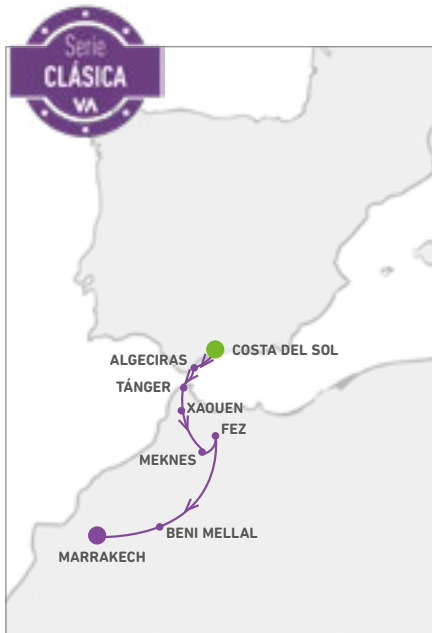 Serie
CLÁSICA
VA
ALGECIRAS
COSTA DEL SOL
TÁNGER
XAOUEN
FEZ
MEKNES
BENI MELLAL
MARRAKECH